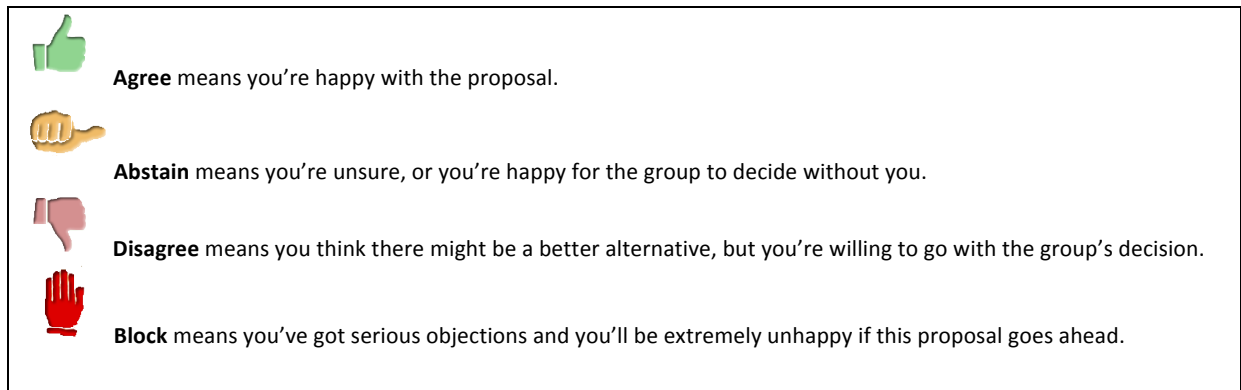 Agree means you’re happy with the proposal.
Abstain means you’re unsure, or you’re happy for the group to decide without you.
Disagree means you think there might be a better alternative, but you’re willing to go with the group’s decision.
Block means you’ve got serious objections and you’ll be extremely unhappy if this proposal goes ahead.